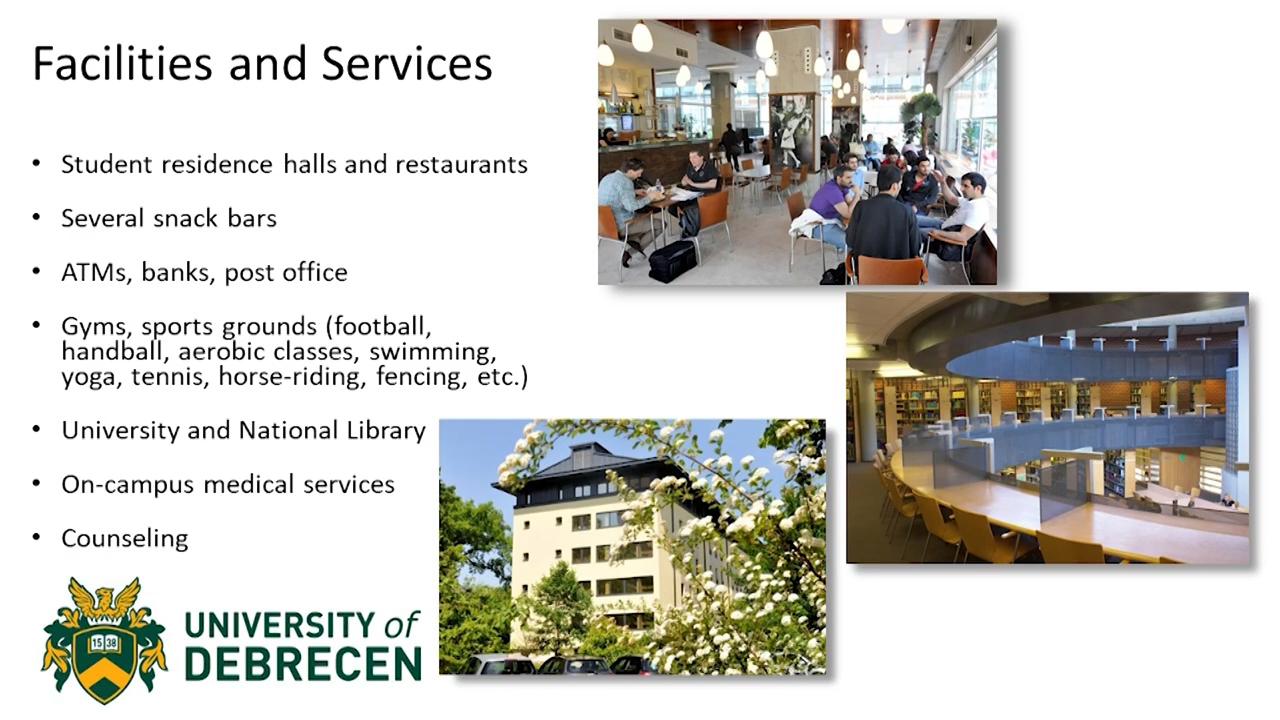 Facilities and Services
• Student residence halls and restaurants
• Several snack bars
• ATMs, banks, post office
• Gyms, sports grounds (football,
handball, aerobic classes, swimming,
yoga, tennis, horse-riding, fencing, etc.)
• University and National Library
• On-campus medical services
• Counseling
15 38
UNIVERSITY of
DEBRECEN